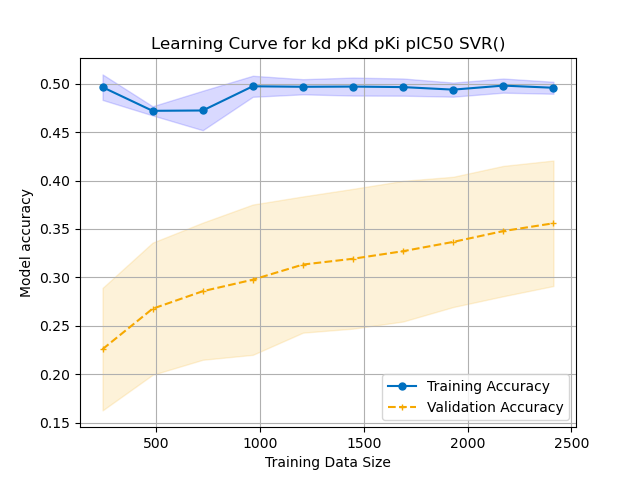 Learning Curve for kd pKd pKi pIC50 SVR()
0.50
0.45
0.40
0.35
0.30
0.25
0.20
0.15
Model accuracy
Training Accuracy
Validation Accuracy
500 1000 1500 2000 2500
Training Data Size